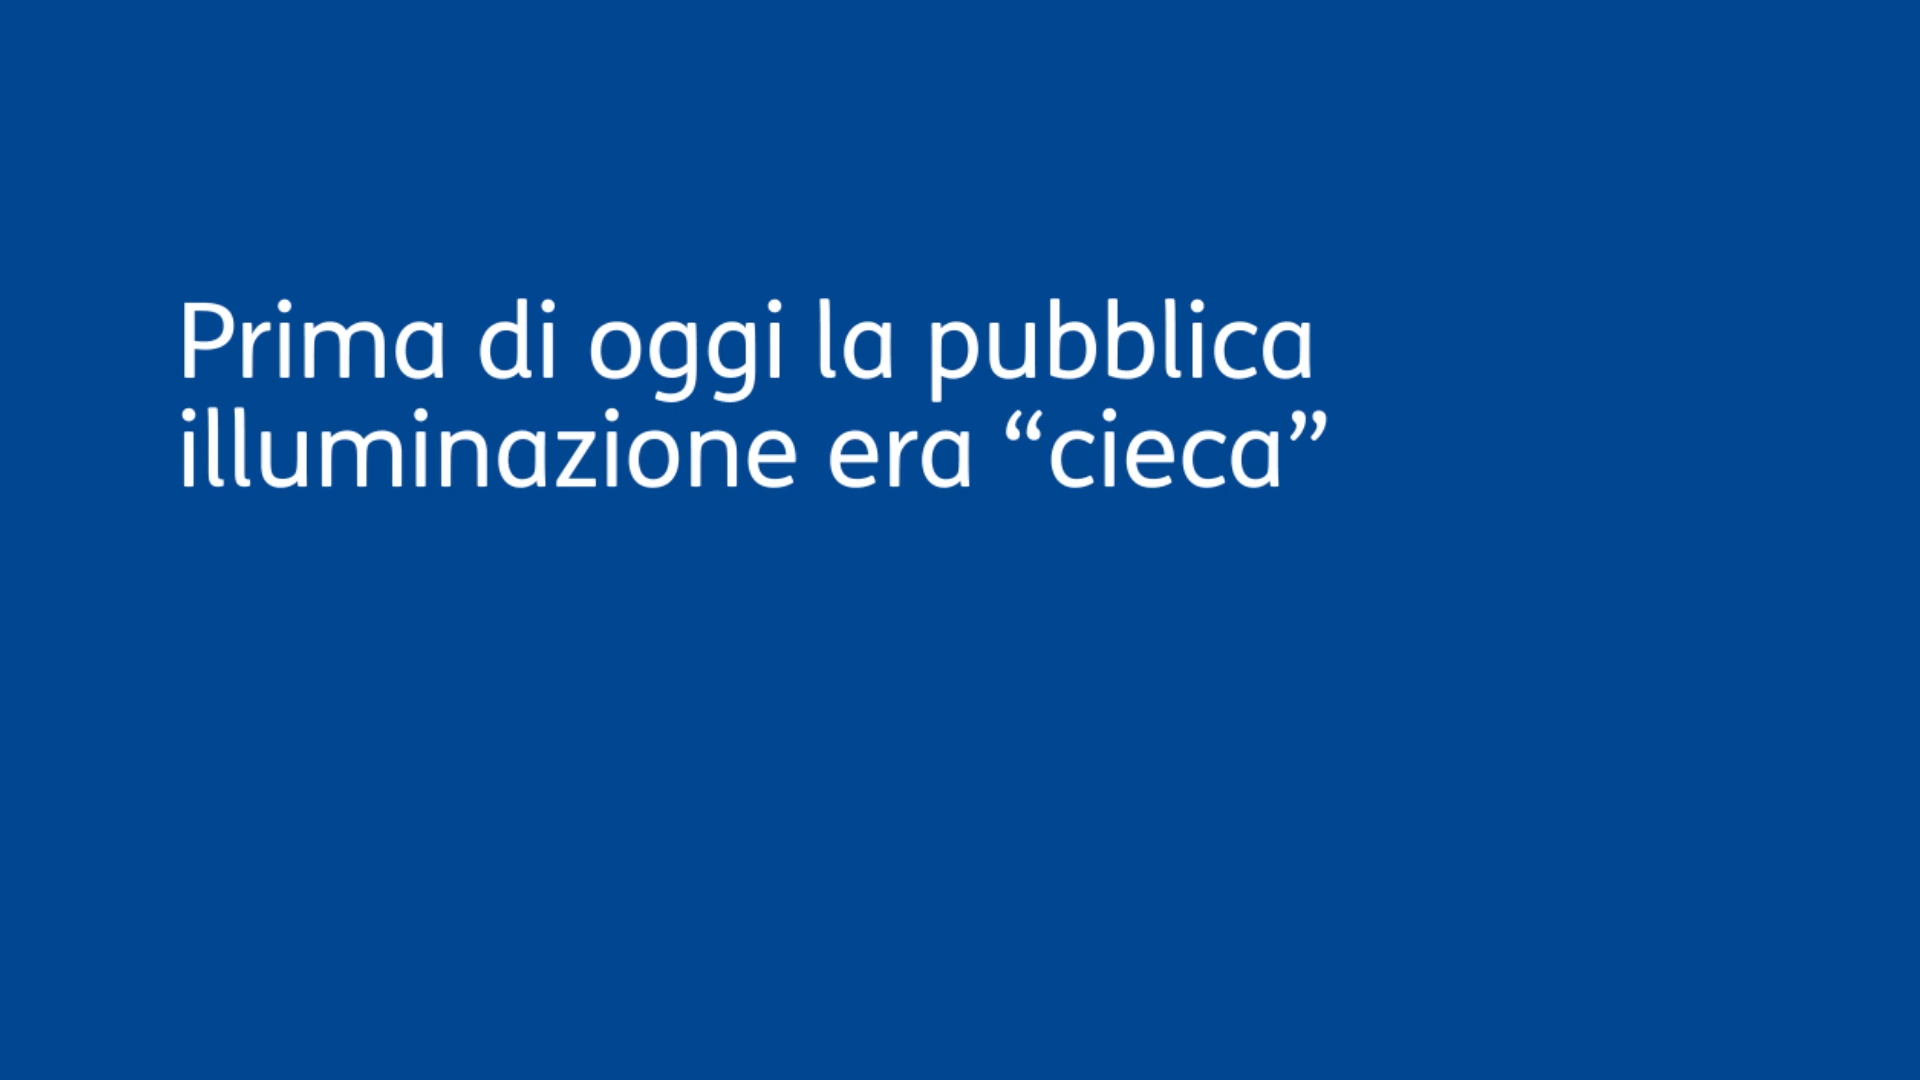 Prima di oggi la pubblica
illuminazione era “cieca”